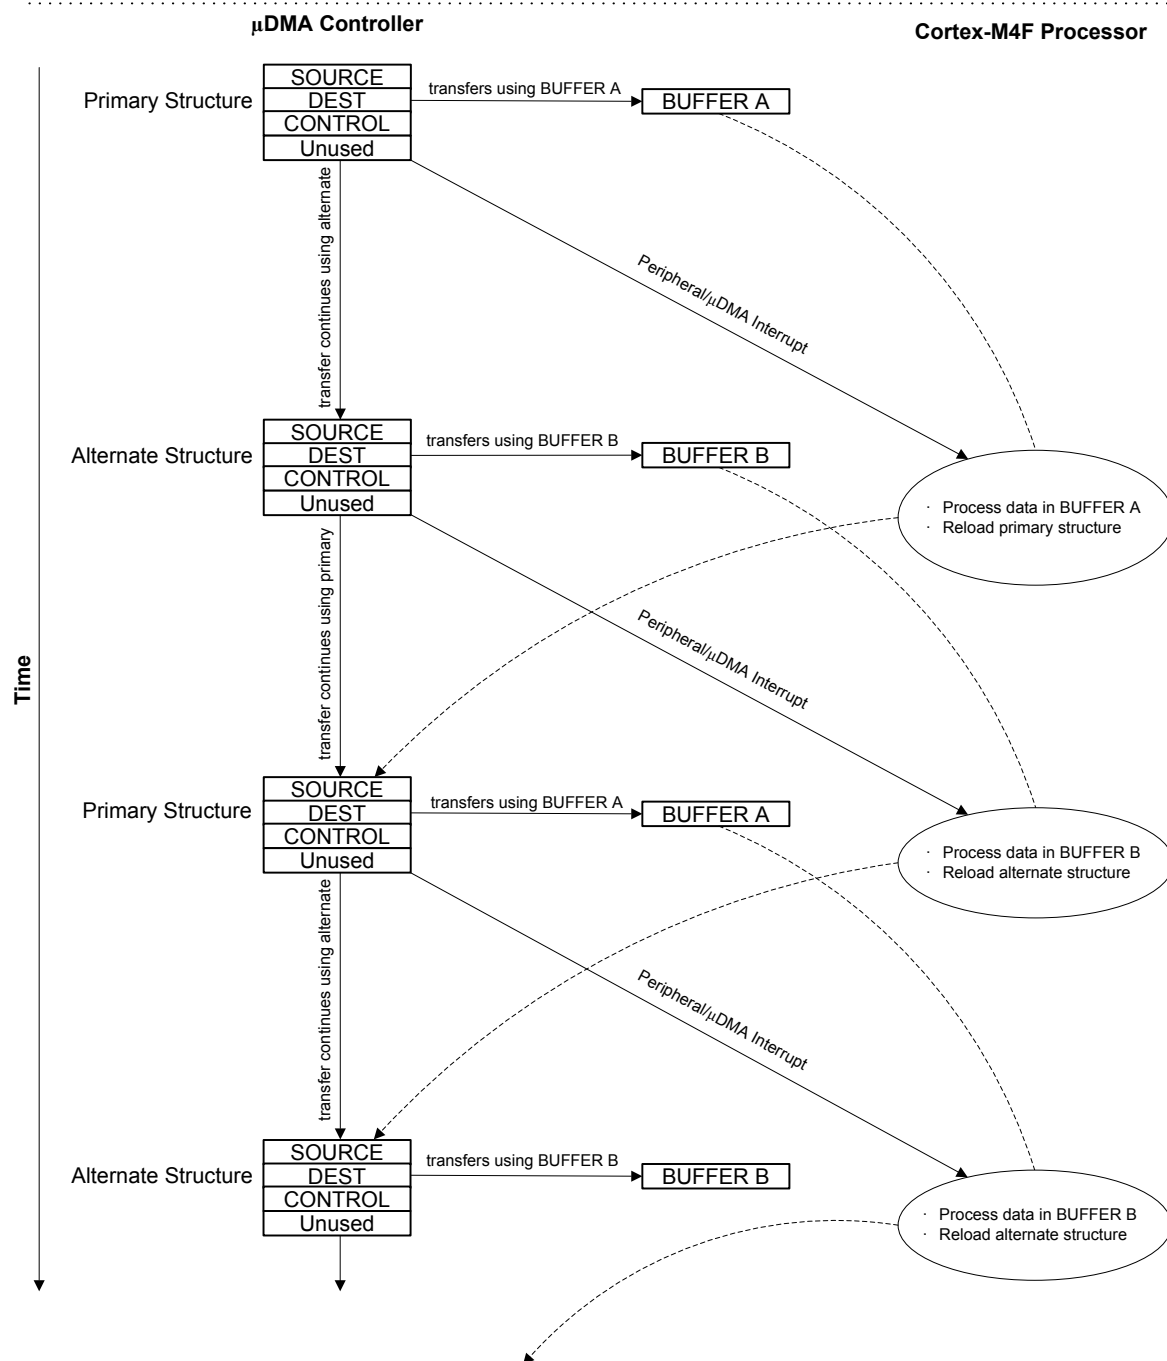 μDMA Controller
Cortex-M4F Processor
Primary Structure
SOURCE
DEST
CONTROL
Unused
transfers using BUFFER A
BUFFER A
transfer continues using alternate
Peripheral/μDMA Interrupt
Alternate Structure
SOURCE
DEST
CONTROL
Unused
transfers using BUFFER B
BUFFER B
· Process data in BUFFER A
· Reload primary structure
transfer continues using primary
Peripheral/μDMA Interrupt
Time
Primary Structure
SOURCE
DEST
CONTROL
Unused
transfers using BUFFER A
BUFFER A
· Process data in BUFFER B
· Reload alternate structure
transfer continues using alternate
Peripheral/μDMA Interrupt
Alternate Structure
SOURCE
DEST
CONTROL
Unused
transfers using BUFFER B
BUFFER B
· Process data in BUFFER B
· Reload alternate structure